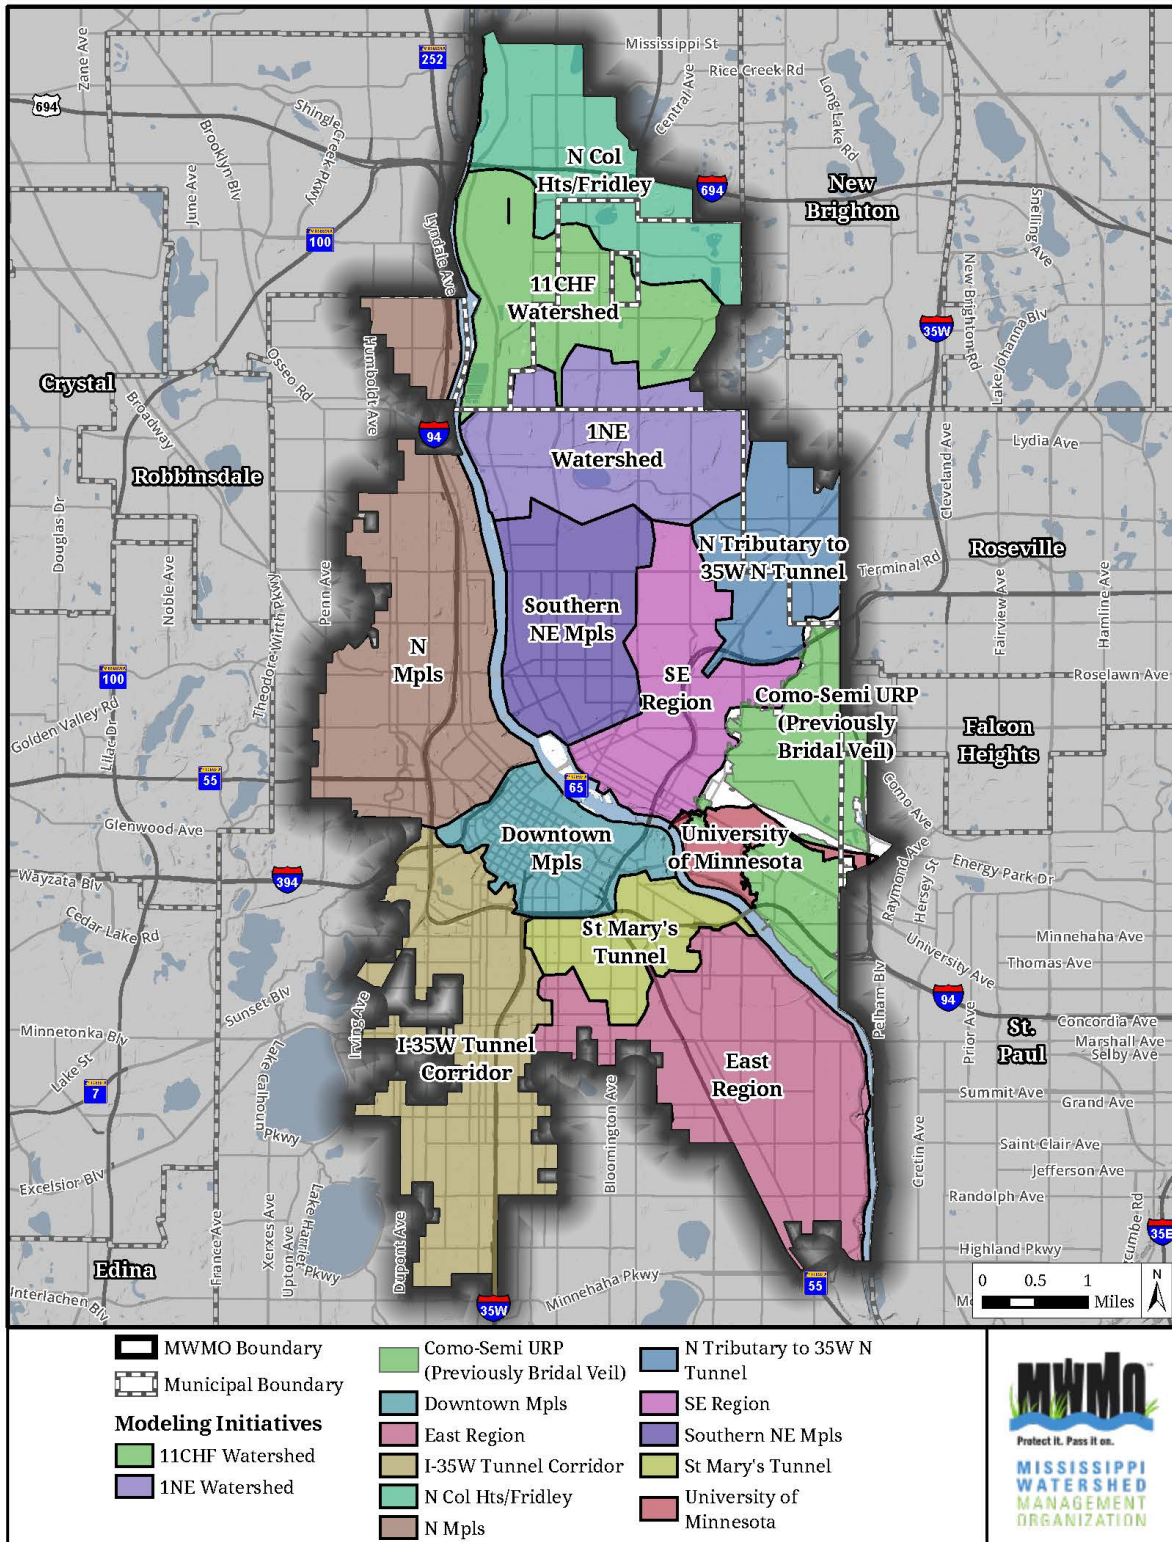 Mississippi St
Rice Creek Rd
Zane Ave
252
694
Shingle Creek Pkwy
Brooklyn Blv
Central Ave
Long Lake Rd
N Col
Hts/Fridley
694
New
Brighton
June Ave
Snelling Ave
100
Lyndale Ave
11CHF
Watershed
New Brighton Rd
Lake Johanna Blv
35W
Crystal
Osseo Rd
Humboldt Ave
Broadway
94
1NE
Watershed
Lydia Ave
Cleveland Ave
Robbinsdale
Douglas Dr
Noble Ave
Theodore Wirth Pkwy
Penn Ave
N Tributary to
35W N Tunnel
Terminal Rd
Roseville
Fairview Ave
Hamline Ave
Southern
NE Mpls
N
Mpls
SE
Region
100
Roselawn Ave
Como-Semi URP
(Previously
Bridal Veil)
Golden Valley Rd
Lilac Dr
Falcon
Heights
55
65
Como Ave
Glenwood Ave
Downtown
Mpls
University
of Minnesota
Raymond Ave
Hersey St
Energy Park Dr
Wayzata Blv
394
Cedar Lake Rd
St Mary's
Tunnel
Minnehaha Ave
University Ave
Thomas Ave
Sunset Blv
Irving Ave
94
Pelham Blv
Prior Ave
Concordia Ave
St.
Paul
Marshall Ave
Selby Ave
Minnetonka Blv
Lake St
I-35W Tunnel
Corridor
East
Region
7
Lake Calhoun
Pkwy
Bloomington Ave
Summit Ave
Grand Ave
Cretin Ave
Saint Clair Ave
Jefferson Ave
Excelsior Blv
Randolph Ave
France Ave
Xerxes Ave
Upton Ave
Lake Harriet
Pkwy
Dupont Ave
Highland Pkwy
35E
Edina
Interlachen Blv
Minnehaha Pkwy
55
35W
0 0.5 1
Miles
N
MWMO Boundary
Municipal Boundary
Modeling Initiatives
11CHF Watershed
1NE Watershed
Como-Semi URP
(Previously Bridal Veil)
Downtown Mpls
East Region
I-35W Tunnel Corridor
N Col Hts/Fridley
N Mpls
N Tributary to 35W N
Tunnel
SE Region
Southern NE Mpls
St Mary's Tunnel
University of
Minnesota
MWMO
Protect it. Pass it on.
MISSISSIPPI
WATERSHED
MANAGEMENT
ORGANIZATION